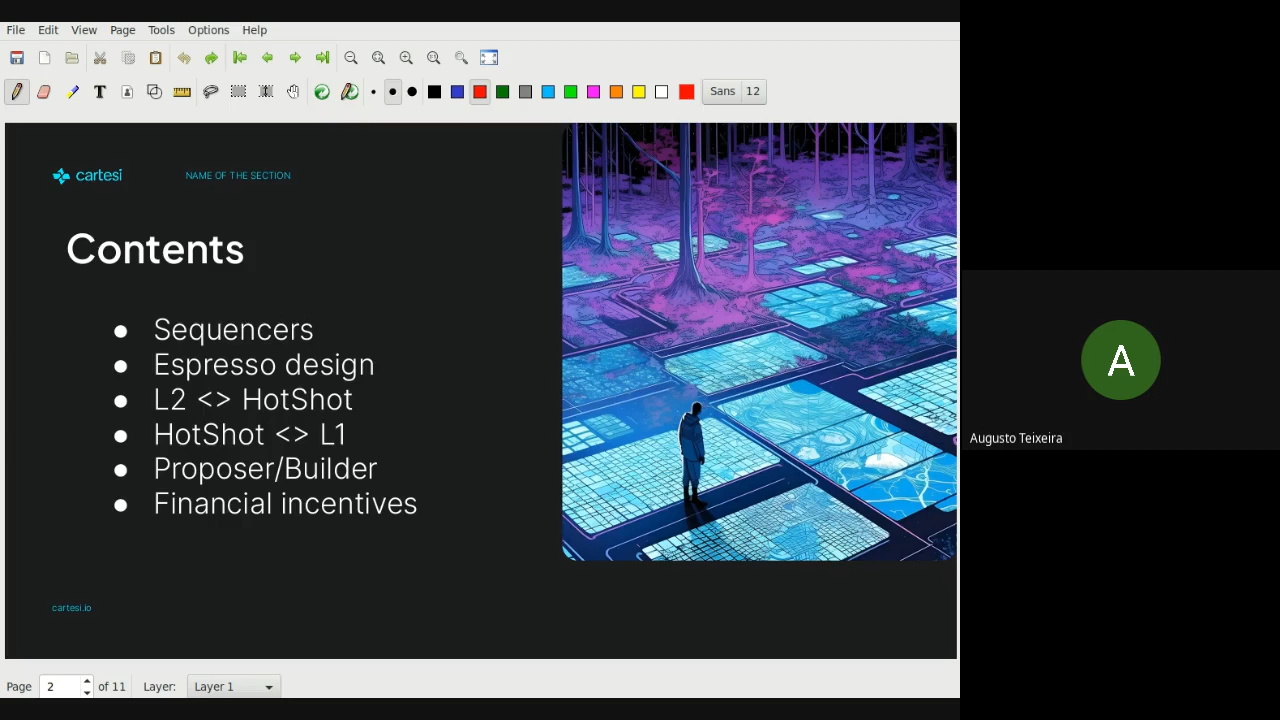 File Edit View Page Tools Options Help
T
Sans 12
cartesi
NAME OF THE SECTION
Contents
● Sequencers
● Espresso design
● L2 <> HotShot
● HotShot <> L1
● Proposer/Builder
● Financial incentives
cartesi.io
A
Augusto Teixeira
Page 2 of 11 Layer: Layer 1